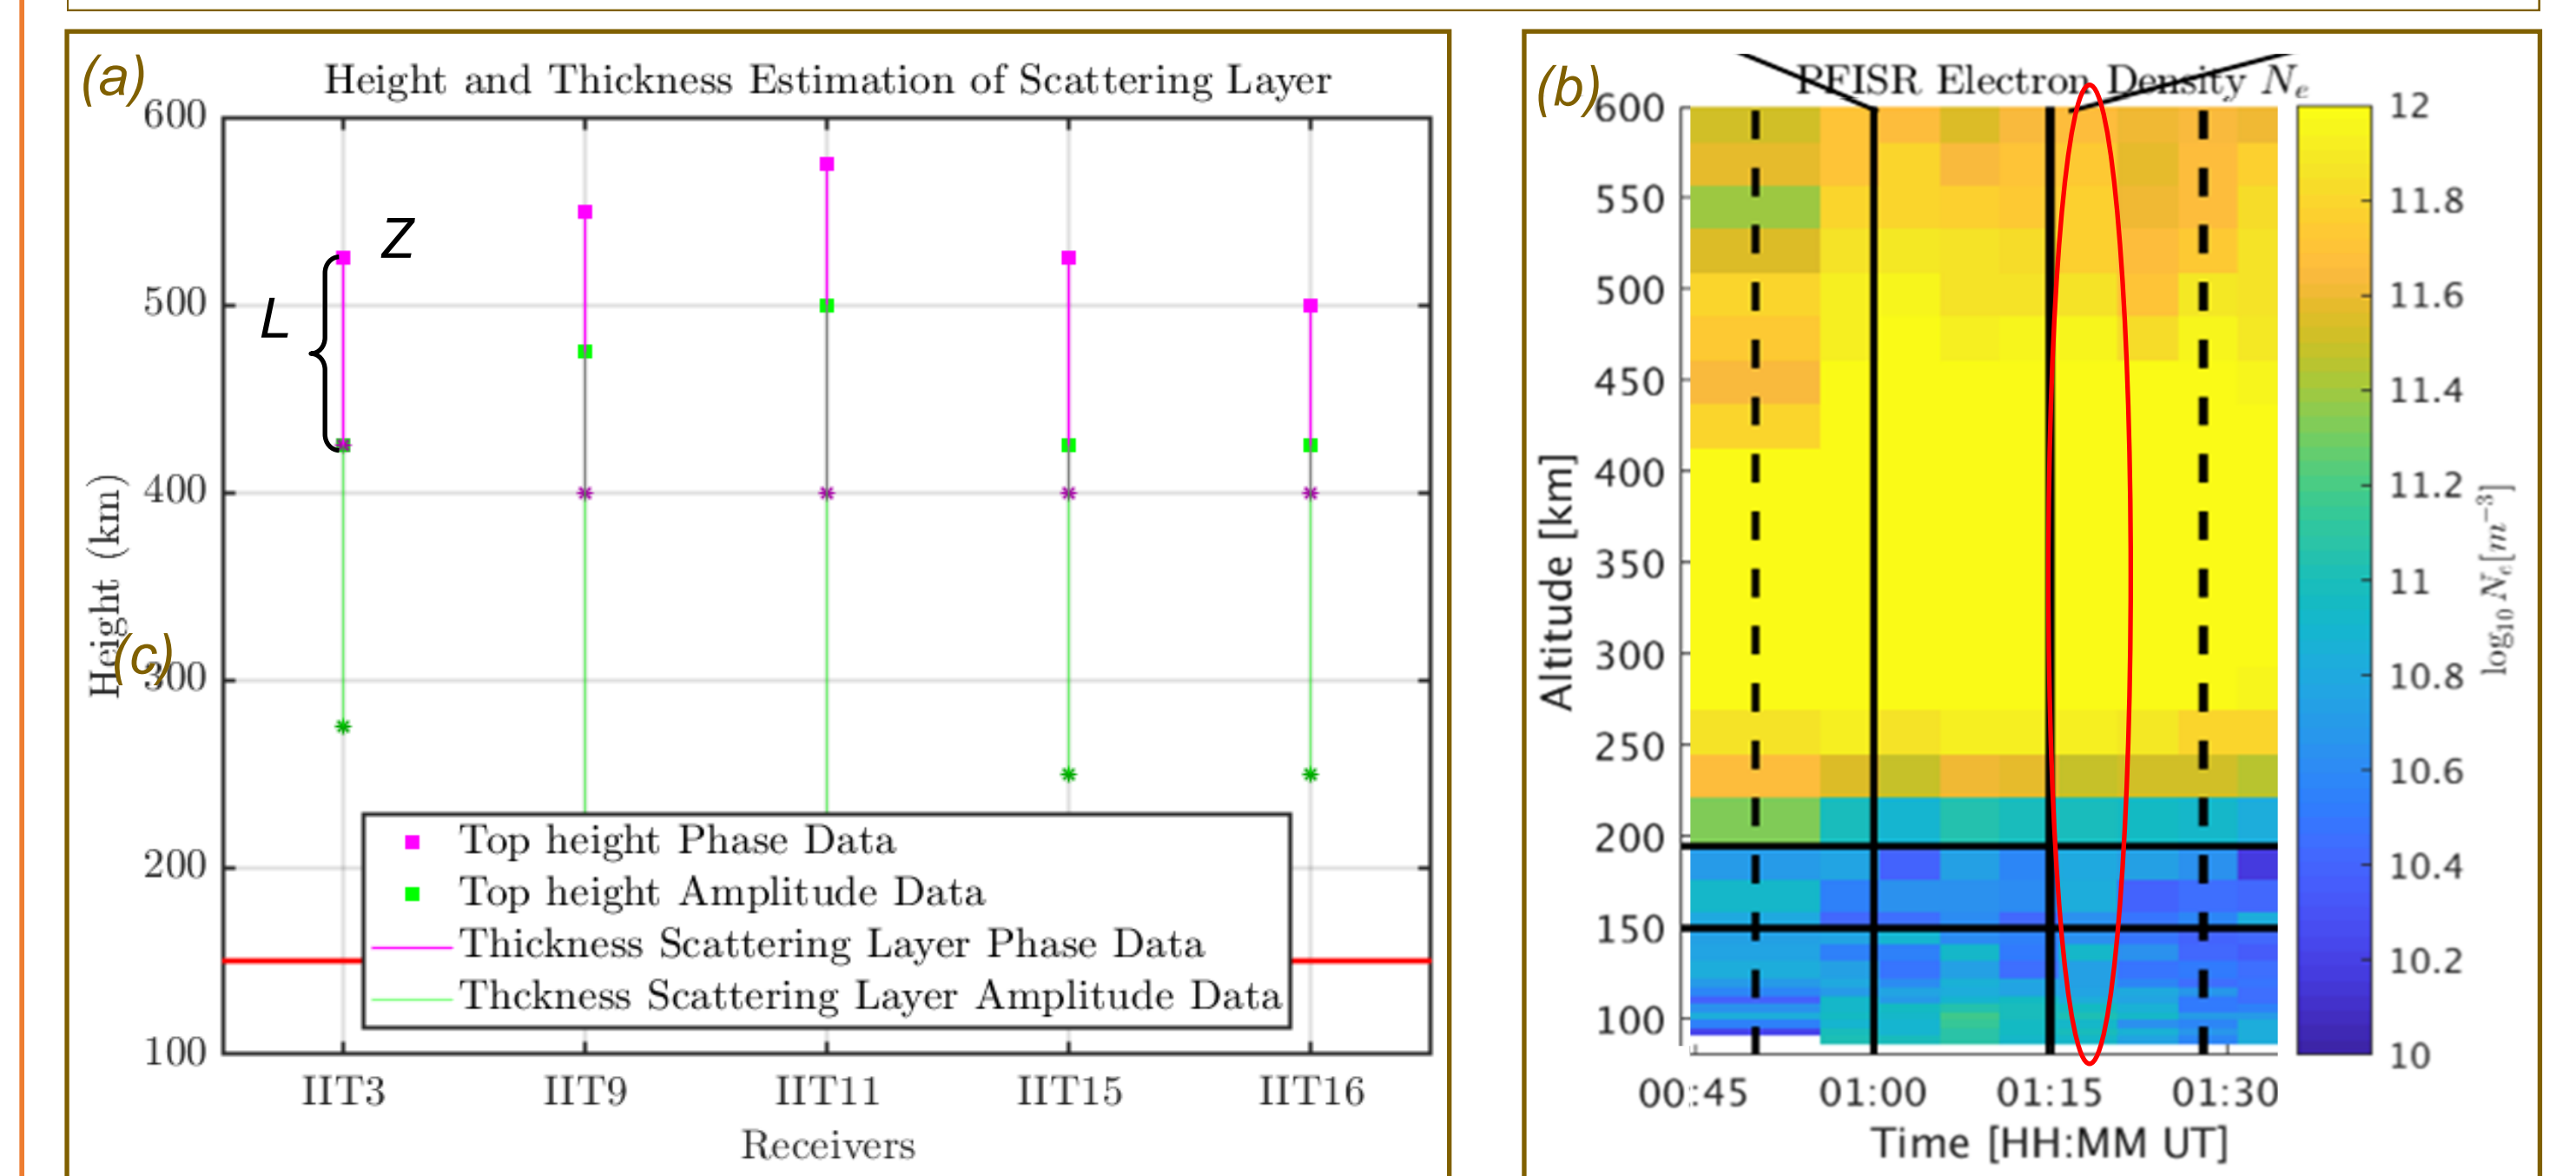 (a)
Height and Thickness Estimation of Scattering Layer
600
500
400
300
200
100
Height (km)
(c)
Z
L
Top height Phase Data
Top height Amplitude Data
Thickness Scattering Layer Phase Data
Thckness Scattering Layer Amplitude Data
IIT3 IIT9 IIT11 IIT15 IIT16
Receivers
(b)
PFISR Electron Density Nₑ
600
550
500
450
400
350
300
250
200
150
100
Altitude [km]
00:45 01:00 01:15 01:30
Time [HH:MM UT]
12
11.8
11.6
11.4
11.2
11
10.8
10.6
10.4
10.2
10
log₁₀ Nₑ[m⁻³]